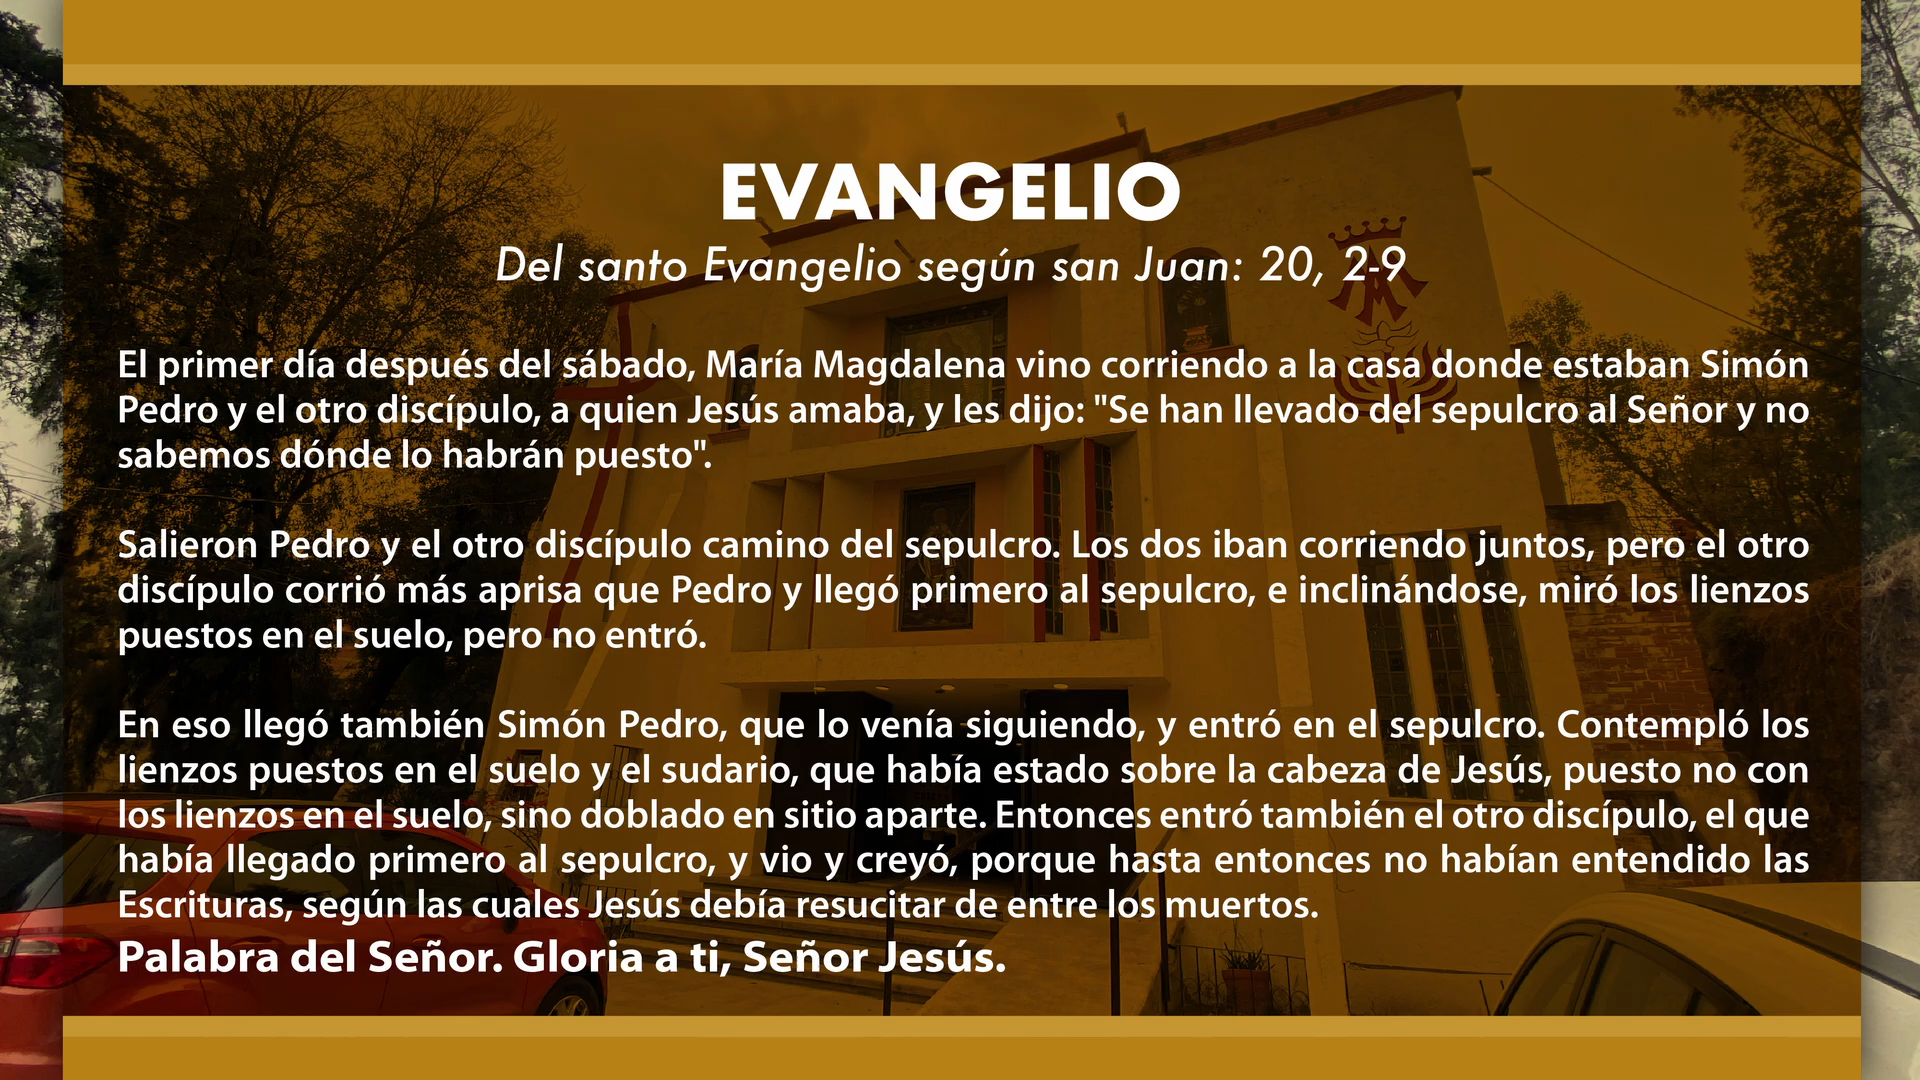 EVANGELIO
Del santo Evangelio según san Juan: 20, 2-9
El primer día después del sábado, María Magdalena vino corriendo a la casa donde estaban Simón
Pedro y el otro discípulo, a quien Jesús amaba, y les dijo: "Se han llevado del sepulcro al Señor y no
sabemos dónde lo habrán puesto".
Salieron Pedro y el otro discípulo camino del sepulcro. Los dos iban corriendo juntos, pero el otro
discípulo corrió más aprisa que Pedro y llegó primero al sepulcro, e inclinándose, miró los lienzos
puestos en el suelo, pero no entró.
En eso llegó también Simón Pedro, que lo venía siguiendo, y entró en el sepulcro. Contempló los
lienzos puestos en el suelo y el sudario, que había estado sobre la cabeza de Jesús, puesto no con
los lienzos en el suelo, sino doblado en sitio aparte. Entonces entró también el otro discípulo, el que
había llegado primero al sepulcro, y vio y creyó, porque hasta entonces no habían entendido las
Escrituras, según las cuales Jesús debía resucitar de entre los muertos.
Palabra del Señor. Gloria a ti, Señor Jesús.